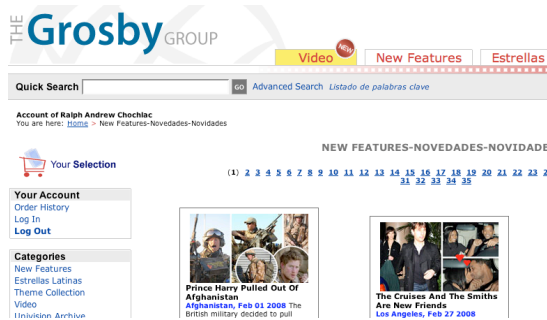 THE Grosby GROUP
Video NEW New Features Estrellas
Quick Search GO Advanced Search Listado de palabras clave
Account of Ralph Andrew Chochlac
You are here: Home > New Features-Novedades-Novidades
Your Selection
NEW FEATURES-NOVEDADES-NOVIDADE
(1) 2 3 4 5 6 7 8 9 10 11 12 13 14 15 16 17 18 19 20 21 22 23 2
31 32 33 34 35
Your Account
Order History
Log In
Log Out
Categories
New Features
Estrellas Latinas
Theme Collection
Video
Univision Archive
Prince Harry Pulled Out Of
Afghanistan
Afghanistan, Feb 01 2008 The
British military decided to pull
The Cruises And The Smiths
Are New Friends
Los Angeles, Feb 27 2008